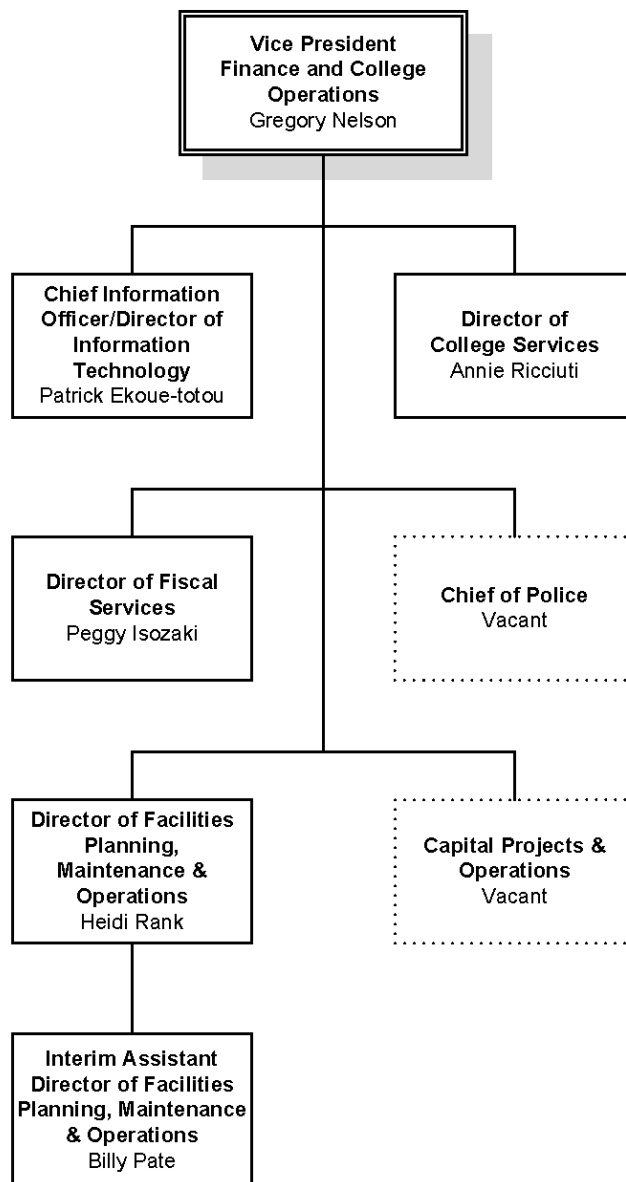 Vice President
Finance and College
Operations
Gregory Nelson
Chief Information
Officer/Director of
Information
Technology
Patrick Ekoue-totou
Director of
College Services
Annie Ricciuti
Director of Fiscal
Services
Peggy Isozaki
Chief of Police
Vacant
Director of Facilities
Planning,
Maintenance &
Operations
Heidi Rank
Capital Projects &
Operations
Vacant
Interim Assistant
Director of Facilities
Planning, Maintenance
& Operations
Billy Pate